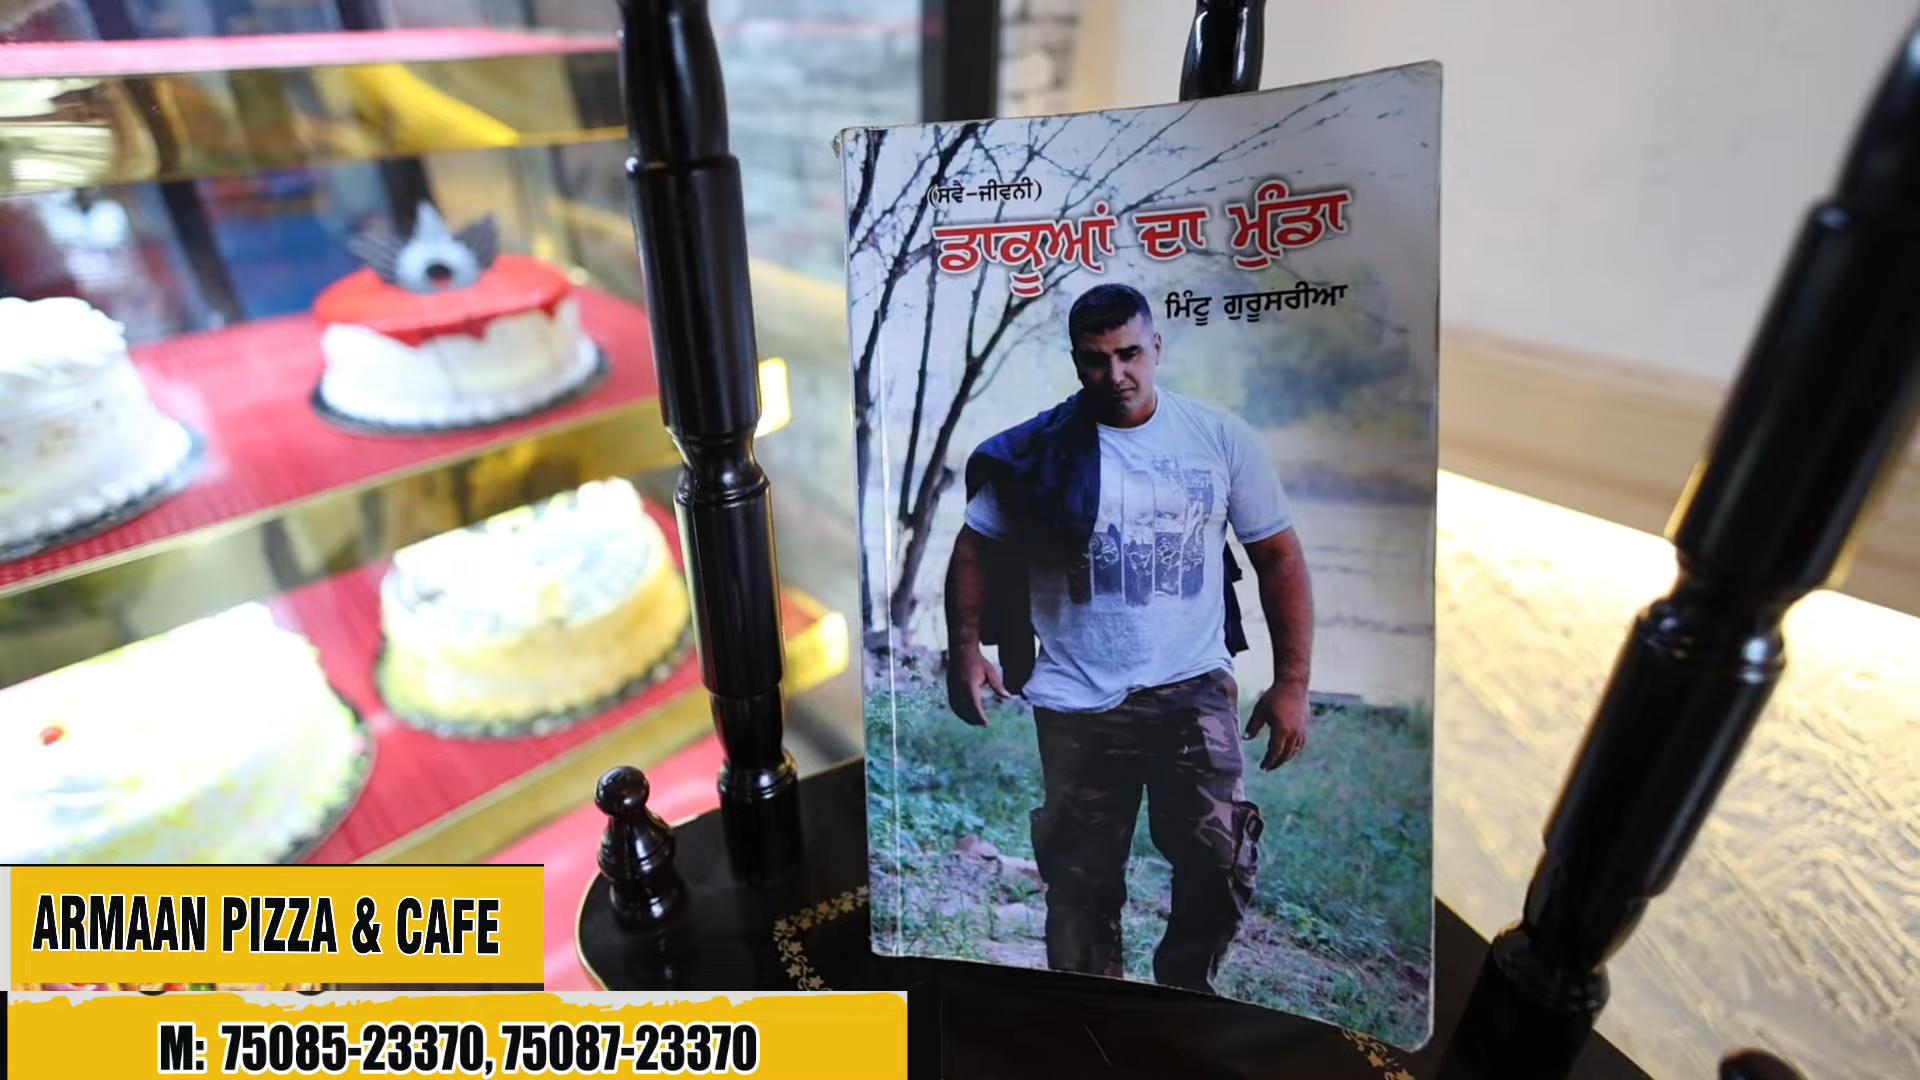 (ਸਵੈ-ਜੀਵਨੀ)
ਡਾਕੂਆਂ ਦਾ ਮੁੰਡਾ
ਮਿੰਟੂ ਗੁਰੂਸਰੀਆ
ARMAAN PIZZA & CAFE
M: 75085-23370, 75087-23370